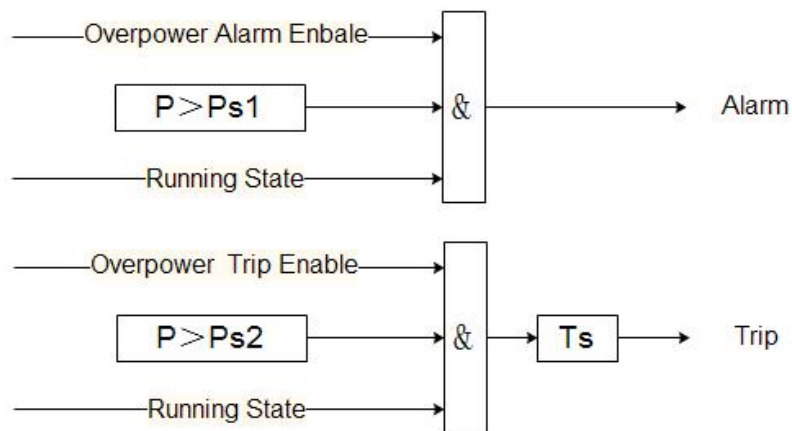 Overpower Alarm Enbale
P＞Ps1
&
Alarm
Running State
Overpower Trip Enable
P＞Ps2
&
Ts
Trip
Running State